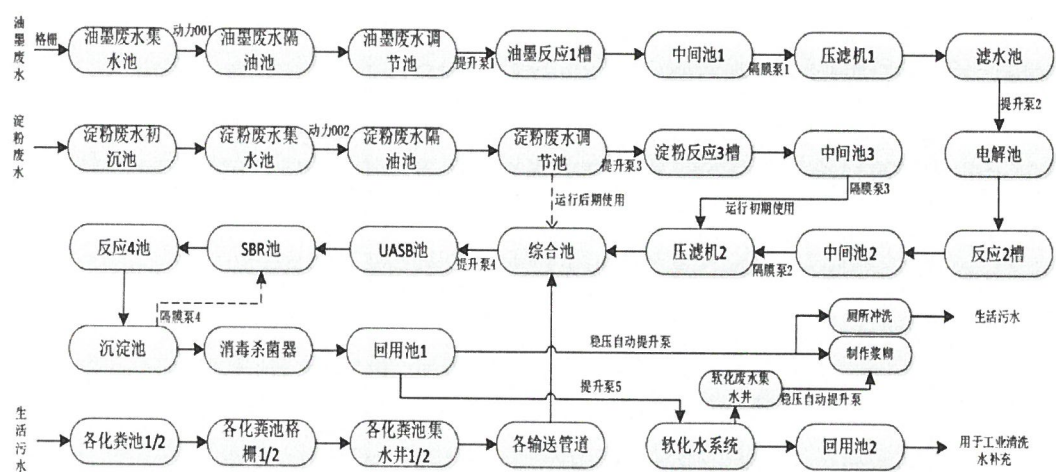 油墨废水
格栅
油墨废水集
水池
动力001
油墨废水隔
油池
油墨废水调
节池
提升泵1
油墨反应1槽
中间池1
隔膜泵1
压滤机1
滤水池
提升泵2
淀粉废水
淀粉废水初
沉池
淀粉废水集
水池
动力002
淀粉废水隔
油池
淀粉废水调
节池
提升泵3
淀粉反应3槽
中间池3
电解池
隔膜泵3
运行后期使用
运行初期使用
反应4池
SBR池
UASB池
提升泵4
综合池
压滤机2
隔膜泵2
中间池2
反应2槽
隔膜泵4
沉淀池
消毒杀菌器
回用池1
稳压自动提升泵
厕所冲洗
生活污水
制作浆糊
提升泵5
软化废水集
水井
稳压自动提升泵
生活污水
各化粪池1/2
各化粪池格
栅1/2
各化粪池集
水井1/2
各输送管道
软化水系统
回用池2
用于工业清洗
水补充